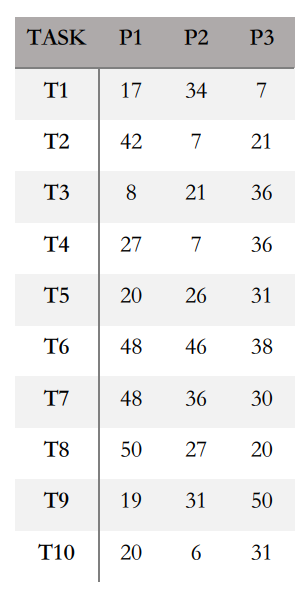 TASK P1 P2 P3
T1 17 34 7
T2 42 7 21
T3 8 21 36
T4 27 7 36
T5 20 26 31
T6 48 46 38
T7 48 36 30
T8 50 27 20
T9 19 31 50
T10 20 6 31